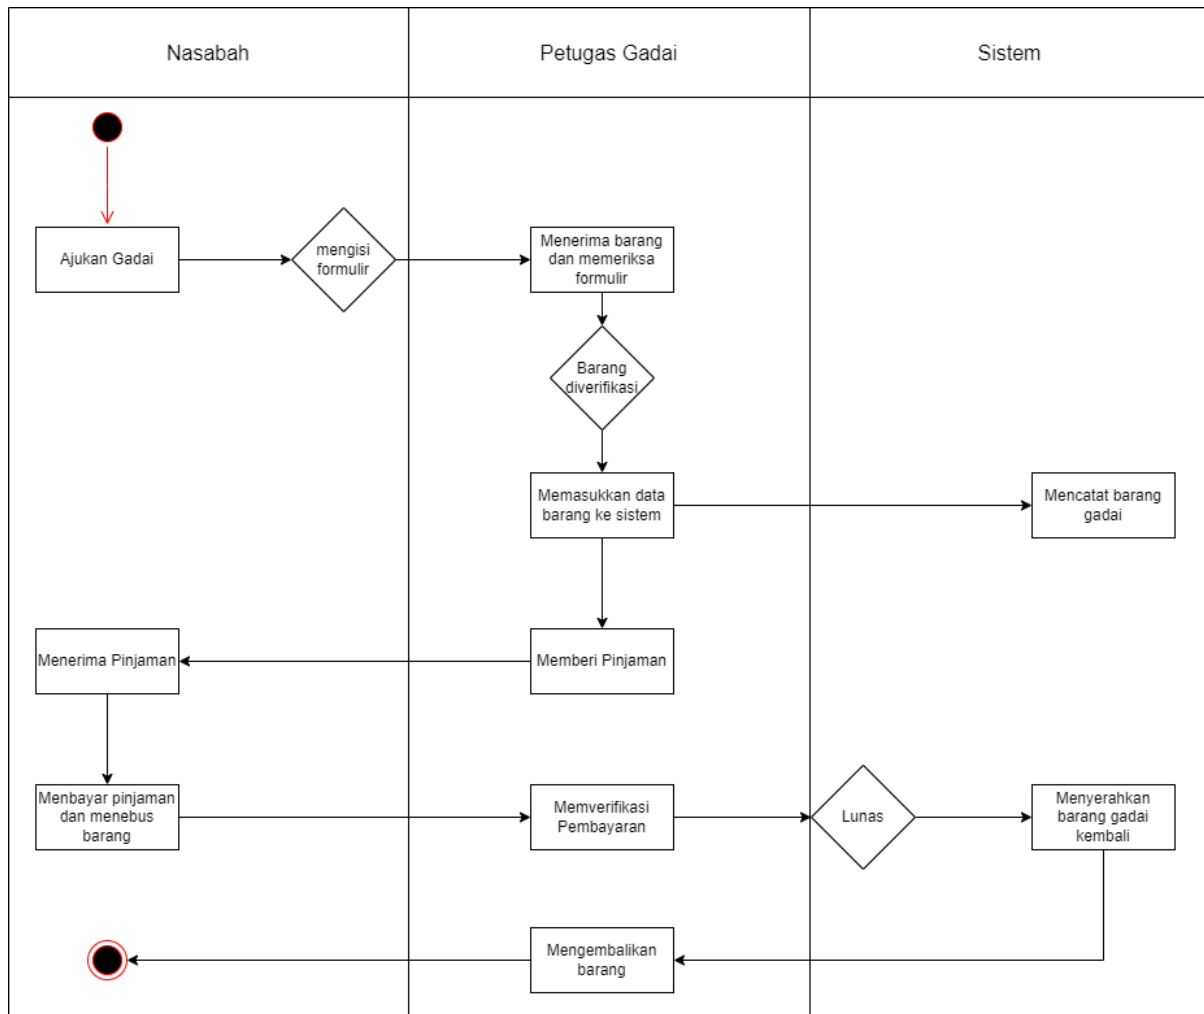 Nasabah
Petugas Gadai
Sistem
Ajukan Gadai
mengisi
formulir
Menerima barang
dan memeriksa
formulir
Barang
diverifikasi
Memasukkan data
barang ke sistem
Mencatat barang
gadai
Menerima Pinjaman
Memberi Pinjaman
Menbayar pinjaman
dan menebus
barang
Memverifikasi
Pembayaran
Lunas
Menyerahkan
barang gadai
kembali
Mengembalikan
barang